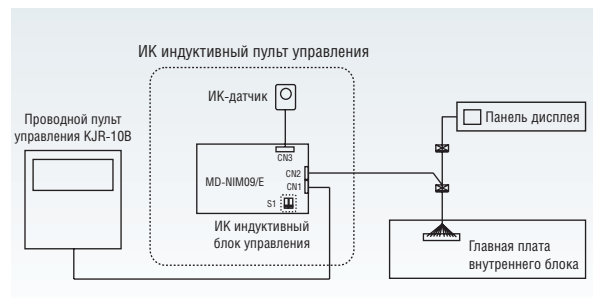 ИК индуктивный пульт управления
ИК-датчик
Проводной пульт
управления KJR-10B
Панель дисплея
CN3
MD-NIM09/E
CN2
CN1
S1
ИК индуктивный
блок управления
Главная плата
внутреннего блока